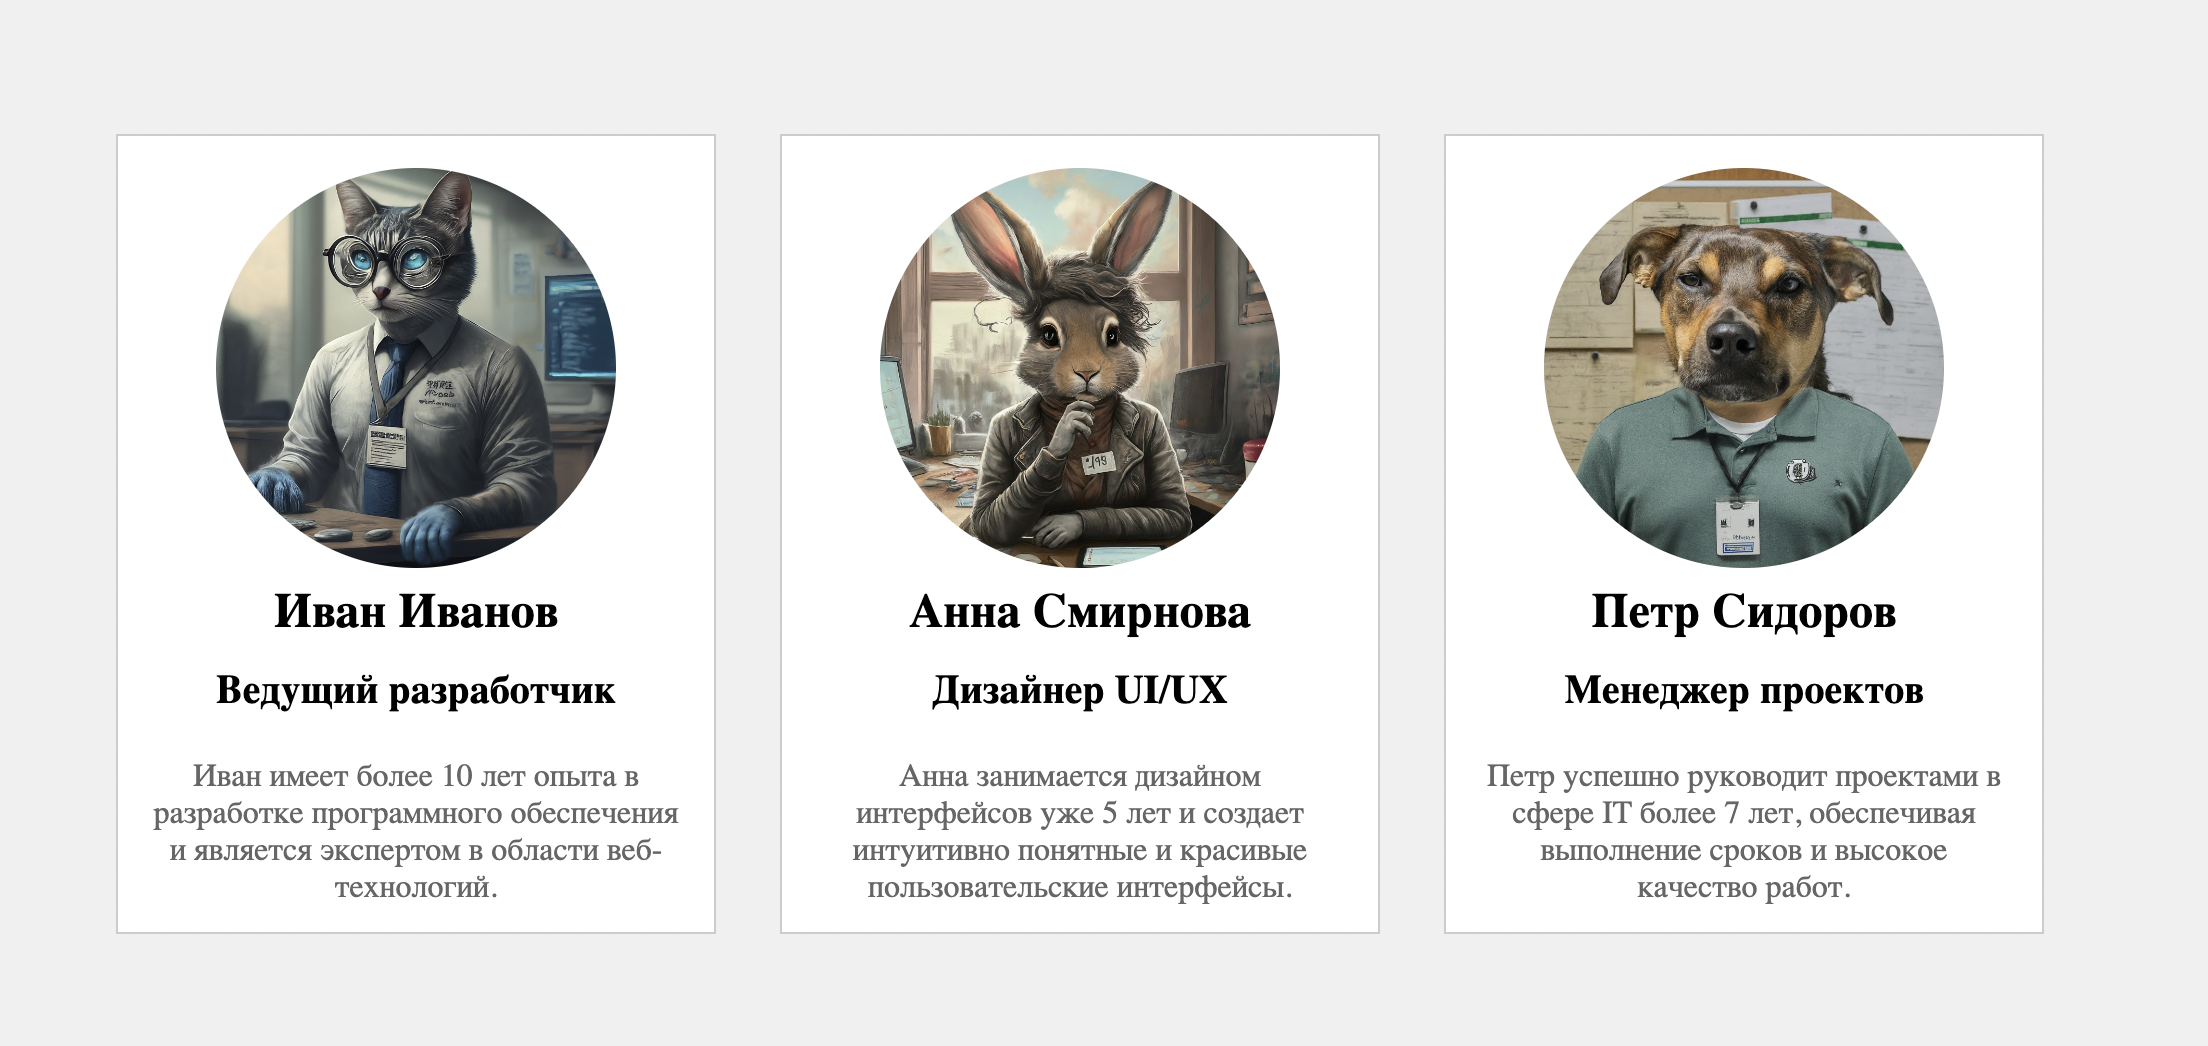 Иван Иванов
Ведущий разработчик
Иван имеет более 10 лет опыта в
разработке программного обеспечения
и является экспертом в области веб-
технологий.
Анна Смирнова
Дизайнер UI/UX
Анна занимается дизайном
интерфейсов уже 5 лет и создает
интуитивно понятные и красивые
пользовательские интерфейсы.
Петр Сидоров
Менеджер проектов
Петр успешно руководит проектами в
сфере IT более 7 лет, обеспечивая
выполнение сроков и высокое
качество работ.